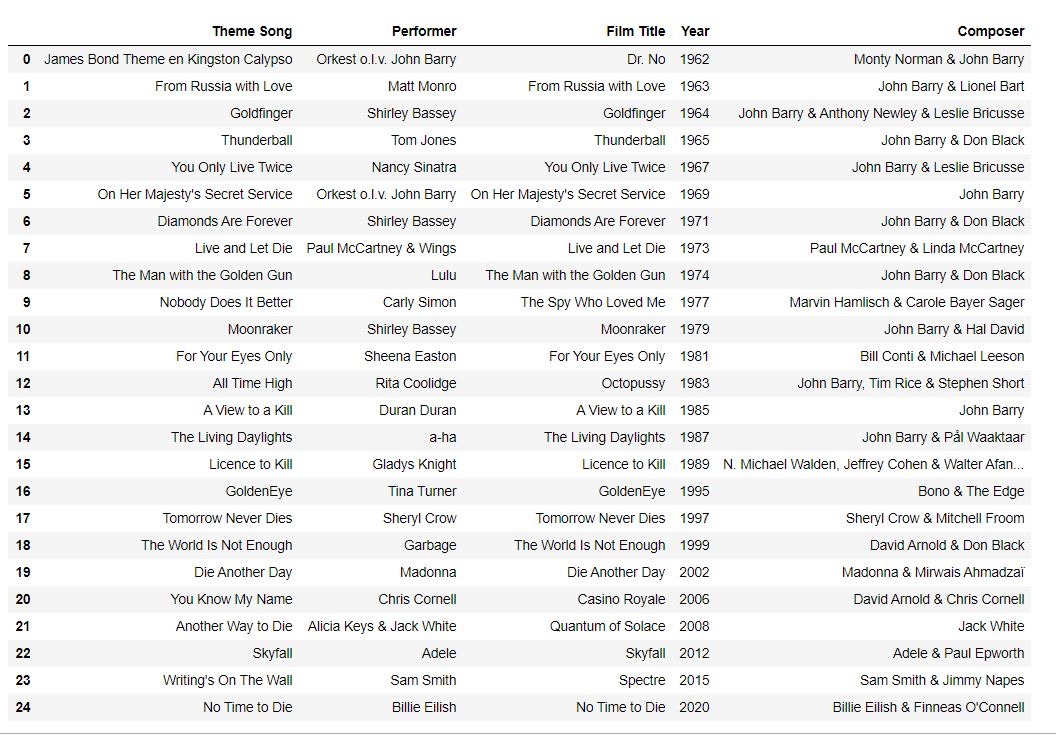 Theme Song Performer Film Title Year Composer
0 James Bond Theme en Kingston Calypso Orkest o.l.v. John Barry Dr. No 1962 Monty Norman & John Barry
1 From Russia with Love Matt Monro From Russia with Love 1963 John Barry & Lionel Bart
2 Goldfinger Shirley Bassey Goldfinger 1964 John Barry & Anthony Newley & Leslie Bricusse
3 Thunderball Tom Jones Thunderball 1965 John Barry & Don Black
4 You Only Live Twice Nancy Sinatra You Only Live Twice 1967 John Barry & Leslie Bricusse
5 On Her Majesty's Secret Service Orkest o.l.v. John Barry On Her Majesty's Secret Service 1969 John Barry
6 Diamonds Are Forever Shirley Bassey Diamonds Are Forever 1971 John Barry & Don Black
7 Live and Let Die Paul McCartney & Wings Live and Let Die 1973 Paul McCartney & Linda McCartney
8 The Man with the Golden Gun Lulu The Man with the Golden Gun 1974 John Barry & Don Black
9 Nobody Does It Better Carly Simon The Spy Who Loved Me 1977 Marvin Hamlisch & Carole Bayer Sager
10 Moonraker Shirley Bassey Moonraker 1979 John Barry & Hal David
11 For Your Eyes Only Sheena Easton For Your Eyes Only 1981 Bill Conti & Michael Leeson
12 All Time High Rita Coolidge Octopussy 1983 John Barry, Tim Rice & Stephen Short
13 A View to a Kill Duran Duran A View to a Kill 1985 John Barry
14 The Living Daylights a-ha The Living Daylights 1987 John Barry & Pål Waaktaar
15 Licence to Kill Gladys Knight Licence to Kill 1989 N. Michael Walden, Jeffrey Cohen & Walter Afan...
16 GoldenEye Tina Turner GoldenEye 1995 Bono & The Edge
17 Tomorrow Never Dies Sheryl Crow Tomorrow Never Dies 1997 Sheryl Crow & Mitchell Froom
18 The World Is Not Enough Garbage The World Is Not Enough 1999 David Arnold & Don Black
19 Die Another Day Madonna Die Another Day 2002 Madonna & Mirwais Ahmadzaï
20 You Know My Name Chris Cornell Casino Royale 2006 David Arnold & Chris Cornell
21 Another Way to Die Alicia Keys & Jack White Quantum of Solace 2008 Jack White
22 Skyfall Adele Skyfall 2012 Adele & Paul Epworth
23 Writing's On The Wall Sam Smith Spectre 2015 Sam Smith & Jimmy Napes
24 No Time to Die Billie Eilish No Time to Die 2020 Billie Eilish & Finneas O'Connell